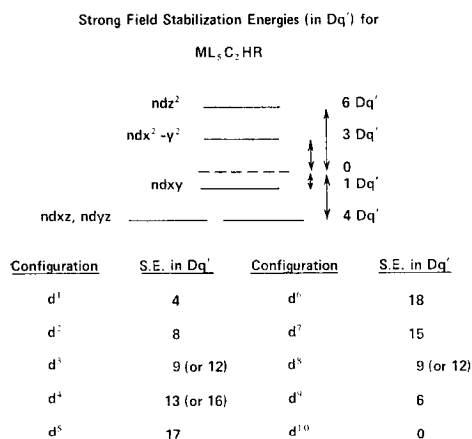 Strong Field Stabilization Energies (in Dq') for
ML₅C₂HR
ndz² 6 Dq'
ndx² -y² 3 Dq'
0
ndxy 1 Dq'
ndxz, ndyz 4 Dq'
Configuration S.E. in Dq' Configuration S.E. in Dq'
d¹ 4 d⁶ 18
d² 8 d⁷ 15
d³ 9 (or 12) d⁸ 9 (or 12)
d⁴ 13 (or 16) d⁹ 6
d⁵ 17 d¹⁰ 0